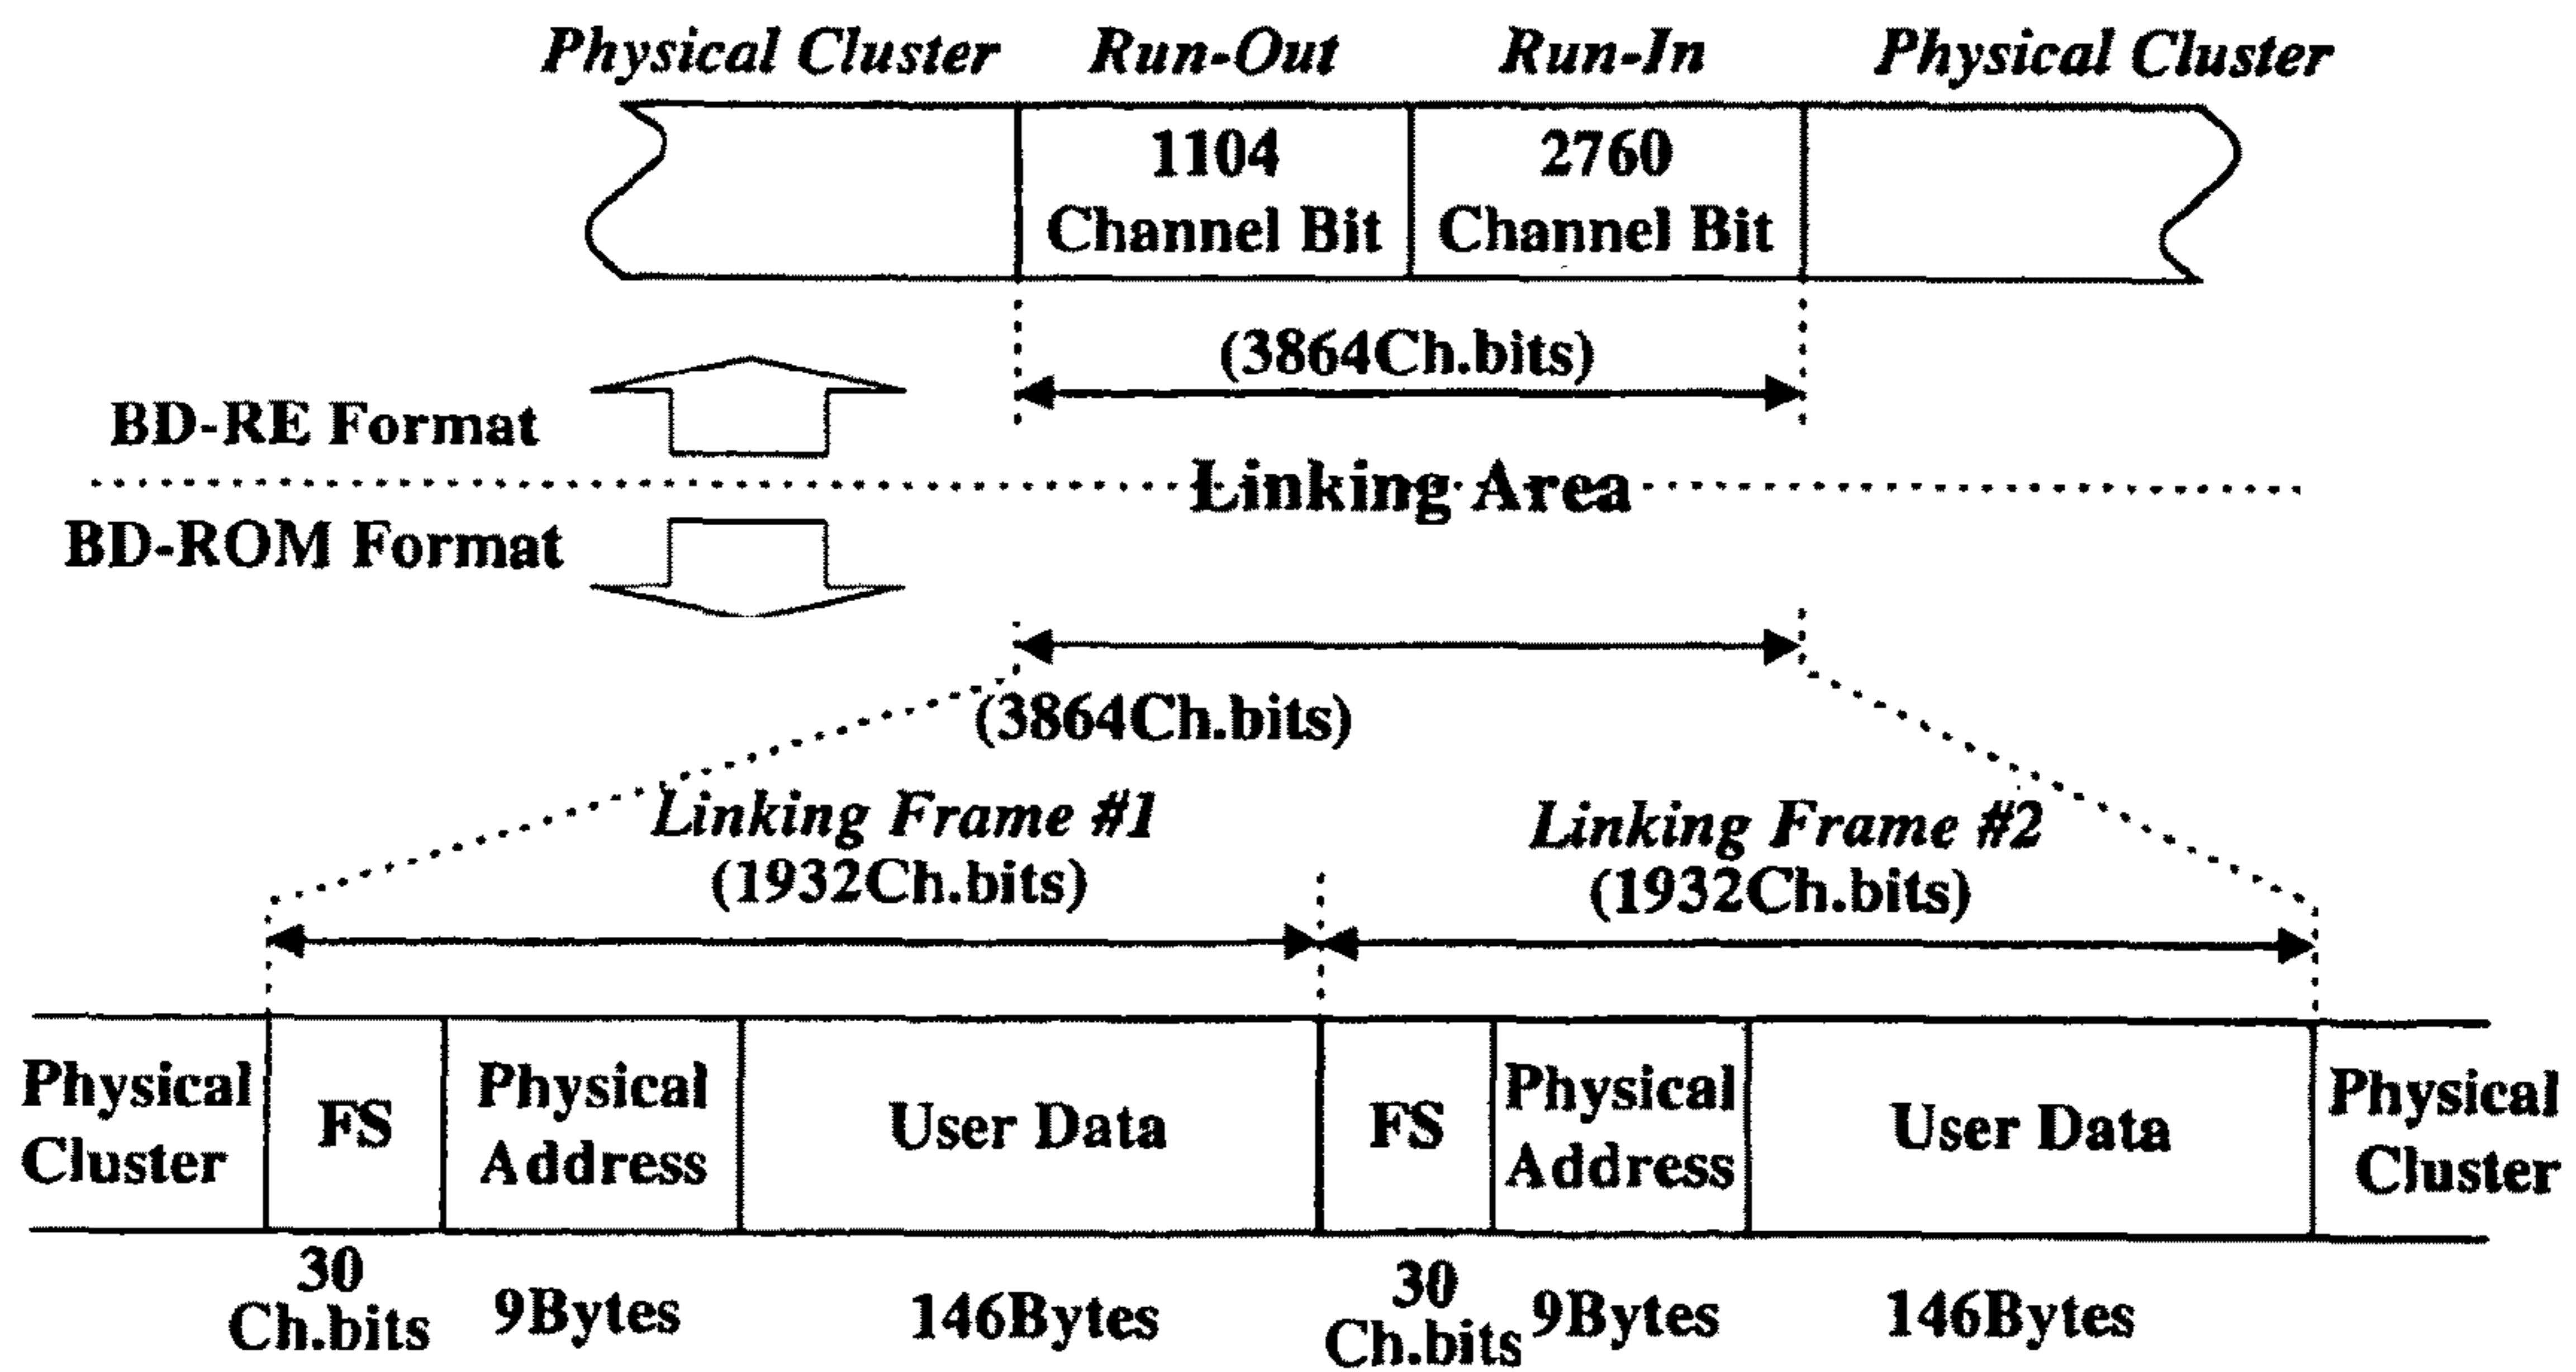 Physical Cluster Run-Out Run-In Physical Cluster
1104 2760
Channel Bit Channel Bit
(3864Ch.bits)
BD-RE Format
Linking Area
BD-ROM Format
(3864Ch.bits)
Linking Frame #1 Linking Frame #2
(1932Ch.bits) (1932Ch.bits)
Physical Cluster
FS
Physical Address
User Data
FS
Physical Address
User Data
Physical Cluster
30 Ch.bits
9Bytes
146Bytes
30 Ch.bits
9Bytes
146Bytes